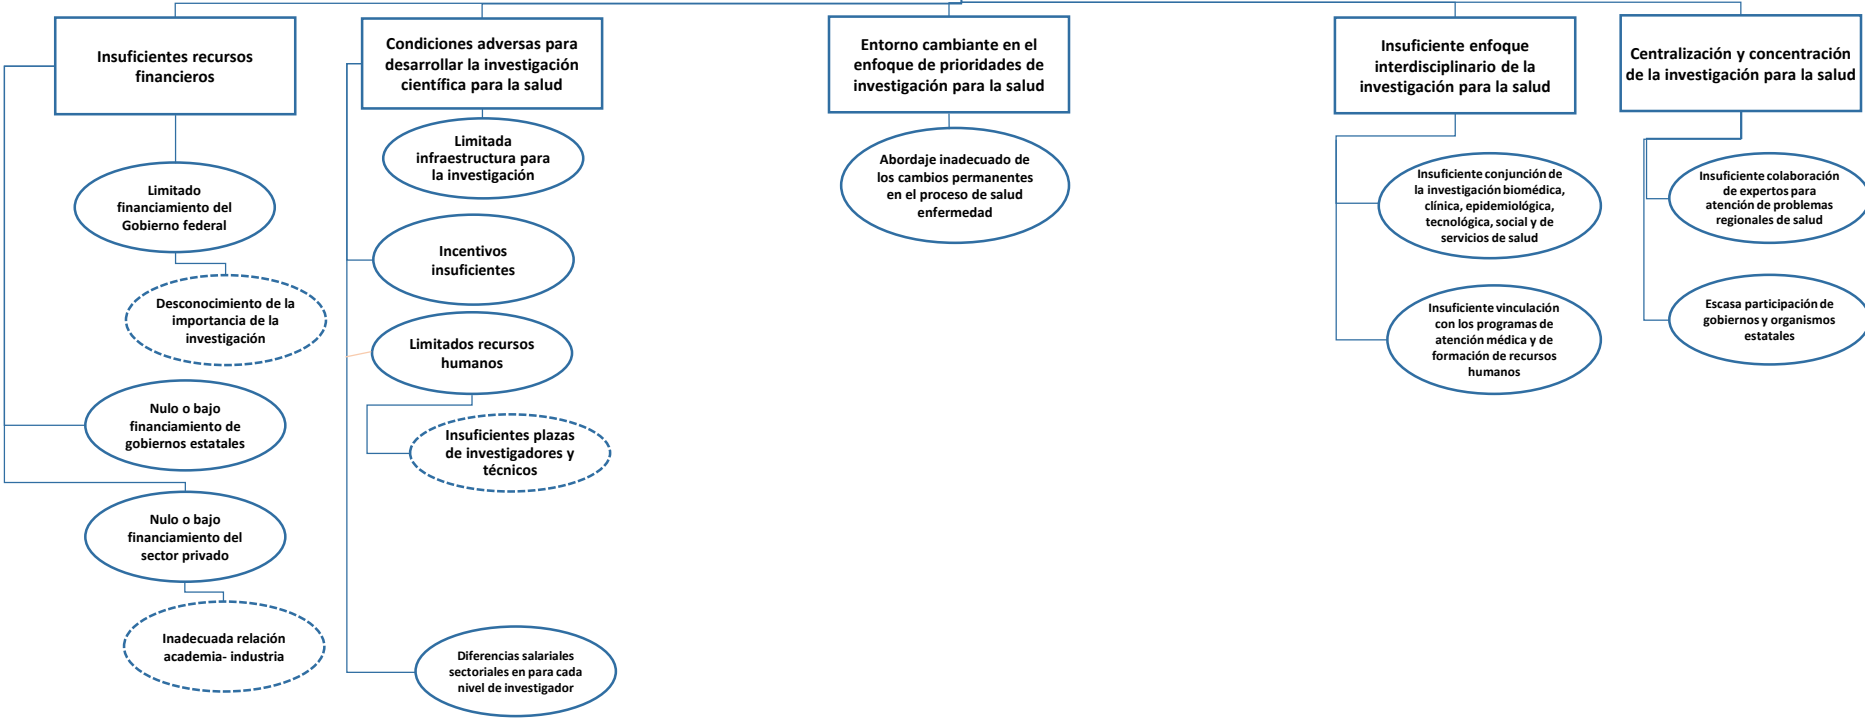 Insuficientes recursos
financieros
Limitado
financiamiento del
Gobierno federal
Desconocimiento de la
importancia de la
investigación
Nulo o bajo
financiamiento de
gobiernos estatales
Nulo o bajo
financiamiento del
sector privado
Inadecuada relación
academia- industria
Condiciones adversas para
desarrollar la investigación
científica para la salud
Limitada
infraestructura para
la investigación
Incentivos
insuficientes
Limitados recursos
humanos
Insuficientes plazas
de investigadores y
técnicos
Diferencias salariales
sectoriales en para cada
nivel de investigador
Entorno cambiante en el
enfoque de prioridades de
investigación para la salud
Abordaje inadecuado de
los cambios permanentes
en el proceso de salud
enfermedad
Insuficiente enfoque
interdisciplinario de la
investigación para la salud
Insuficiente conjunción de
la investigación biomédica,
clínica, epidemiológica,
tecnológica, social y de
servicios de salud
Insuficiente vinculación
con los programas de
atención médica y de
formación de recursos
humanos
Centralización y concentración
de la investigación para la salud
Insuficiente colaboración
de expertos para
atención de problemas
regionales de salud
Escasa participación de
gobiernos y organismos
estatales